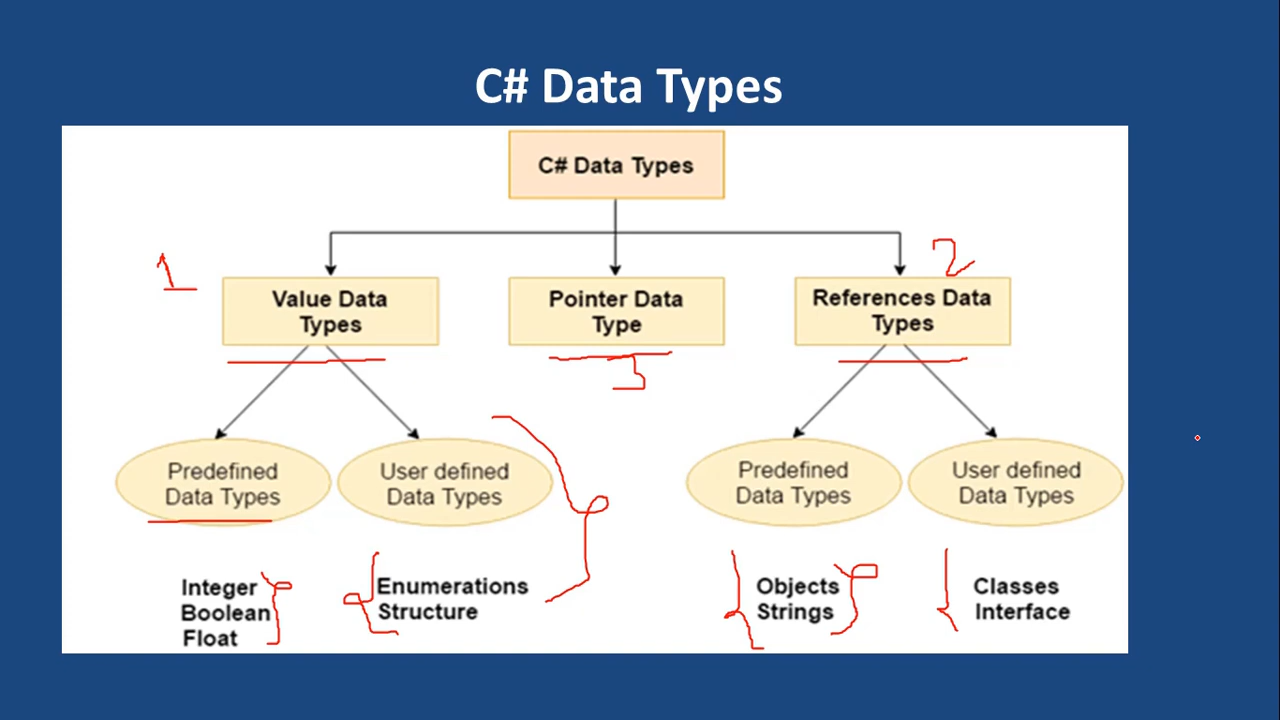 C# Data Types
C# Data Types
1
2
Value Data
Types
Pointer Data
Type
References Data
Types
3
Predefined
Data Types
User defined
Data Types
Predefined
Data Types
User defined
Data Types
Integer
Boolean
Float
Enumerations
Structure
Objects
Strings
Classes
Interface